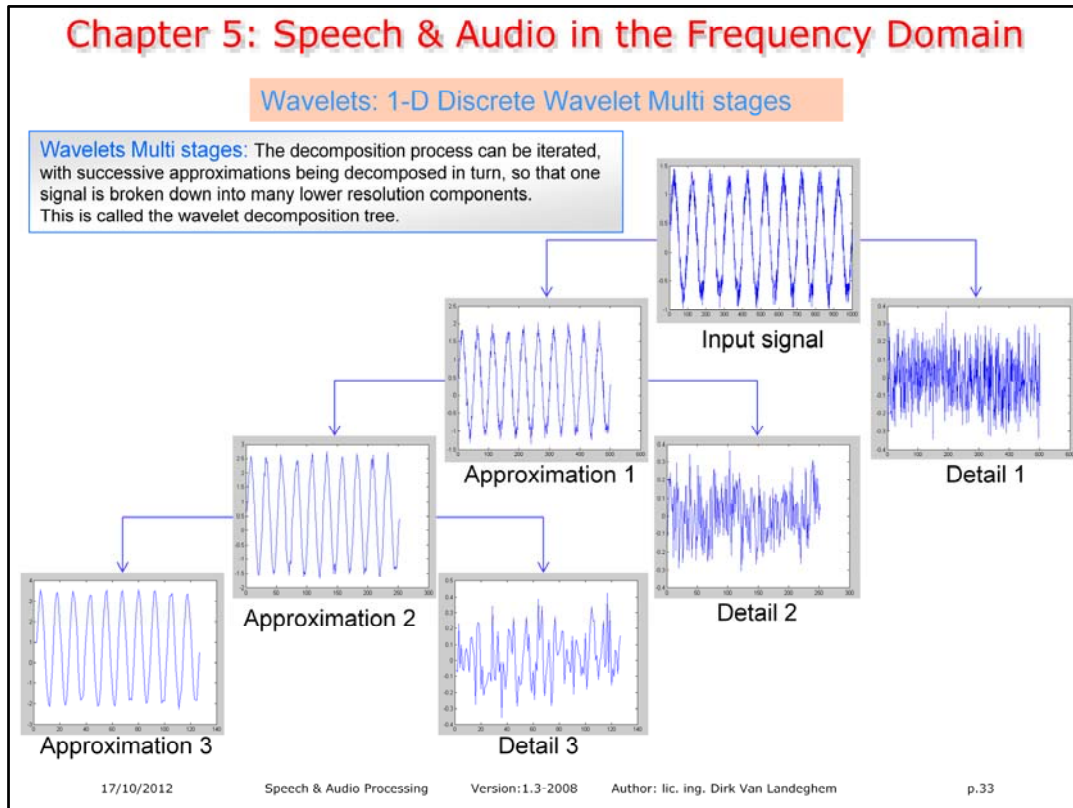 Chapter 5: Speech & Audio in the Frequency Domain
Wavelets: 1-D Discrete Wavelet Multi stages
Wavelets Multi stages: The decomposition process can be iterated,
with successive approximations being decomposed in turn, so that one
signal is broken down into many lower resolution components.
This is called the wavelet decomposition tree.
Input signal
Approximation 1
Detail 1
Approximation 2
Detail 2
Approximation 3
Detail 3
17/10/2012 Speech & Audio Processing Version:1.3-2008 Author: lic. ing. Dirk Van Landeghem p.33